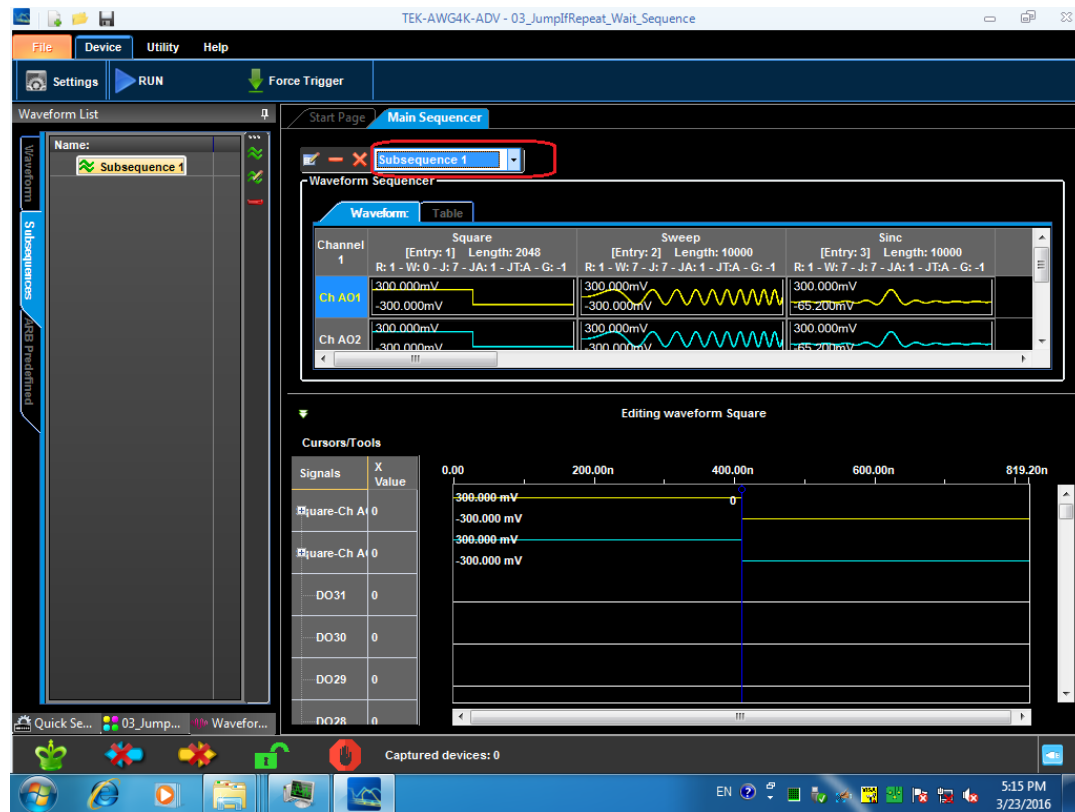 TEK-AWG4K-ADV - 03_JumpIfRepeat_Wait_Sequence
File Device Utility Help
Settings RUN Force Trigger
Waveform List
Start Page Main Sequencer
Waveform
Subsequences
ARB Predefined
Name:
Subsequence 1
Subsequence 1
Waveform Sequencer
Waveform: Table
Channel 1
Square
[Entry: 1] Length: 2048
R: 1 - W: 0 - J: 7 - JA: 1 - JT:A - G: -1
Sweep
[Entry: 2] Length: 10000
R: 1 - W: 7 - J: 7 - JA: 1 - JT:A - G: -1
Sinc
[Entry: 3] Length: 10000
R: 1 - W: 7 - J: 7 - JA: 1 - JT:A - G: -1
Ch AO1
300.000mV
-300.000mV
300.000mV
-300.000mV
300.000mV
-65.200mV
Ch AO2
300.000mV
-300.000mV
300.000mV
-300.000mV
300.000mV
-65.200mV
Editing waveform Square
Cursors/Tools
Signals X Value
0.00 200.00n 400.00n 600.00n 819.20n
quare-Ch A 0
300.000 mV
-300.000 mV
0
quare-Ch A 0
300.000 mV
-300.000 mV
DO31 0
DO30 0
DO29 0
DO28 0
Quick Se... 03_Jump... Wavefor...
Captured devices: 0
EN
5:15 PM
3/23/2016